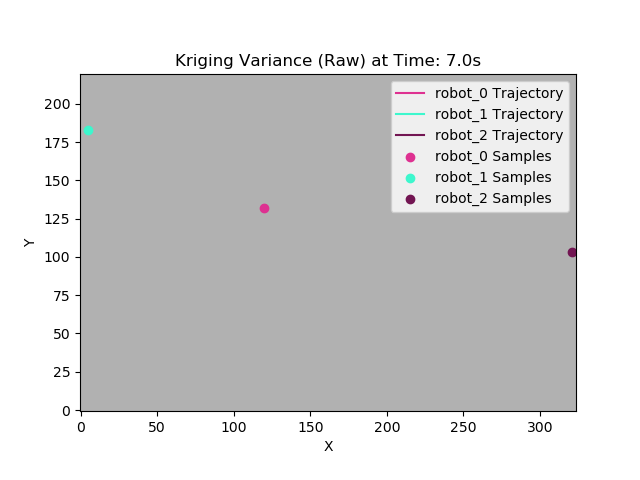 Kriging Variance (Raw) at Time: 7.0s
robot_0 Trajectory
robot_1 Trajectory
robot_2 Trajectory
robot_0 Samples
robot_1 Samples
robot_2 Samples
200
175
150
125
100
75
50
25
0
Y
0 50 100 150 200 250 300
X